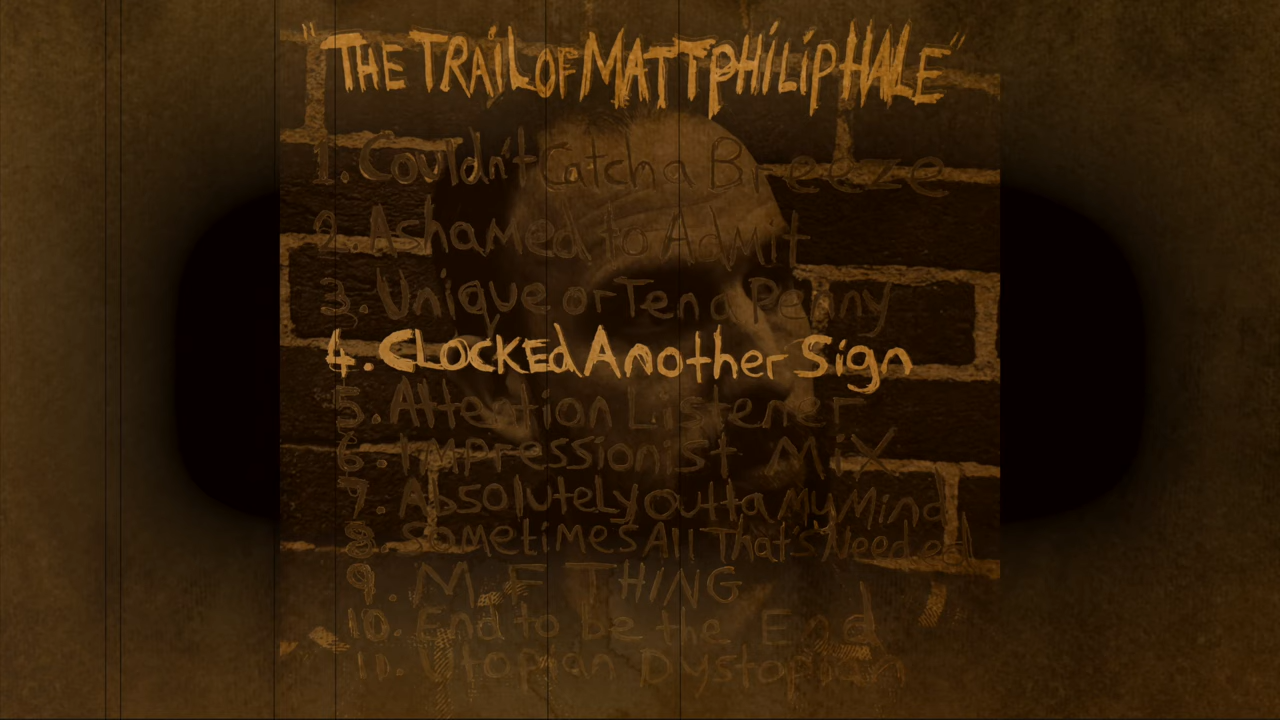 "THE TRAIL OF MATT PHILIP HALE"
1. Couldn't Catch a Breeze
2. Ashamed to Admit
3. Unique or Ten a Penny
4. CLOCKEd Another Sign
5. Attention Listener
6. Impressionist MiX
7. Absolutely Outta My Mind
8. Sometimes All That's Needed
9. M.F THING
10. End to be the End
11. Utopian Dystopian